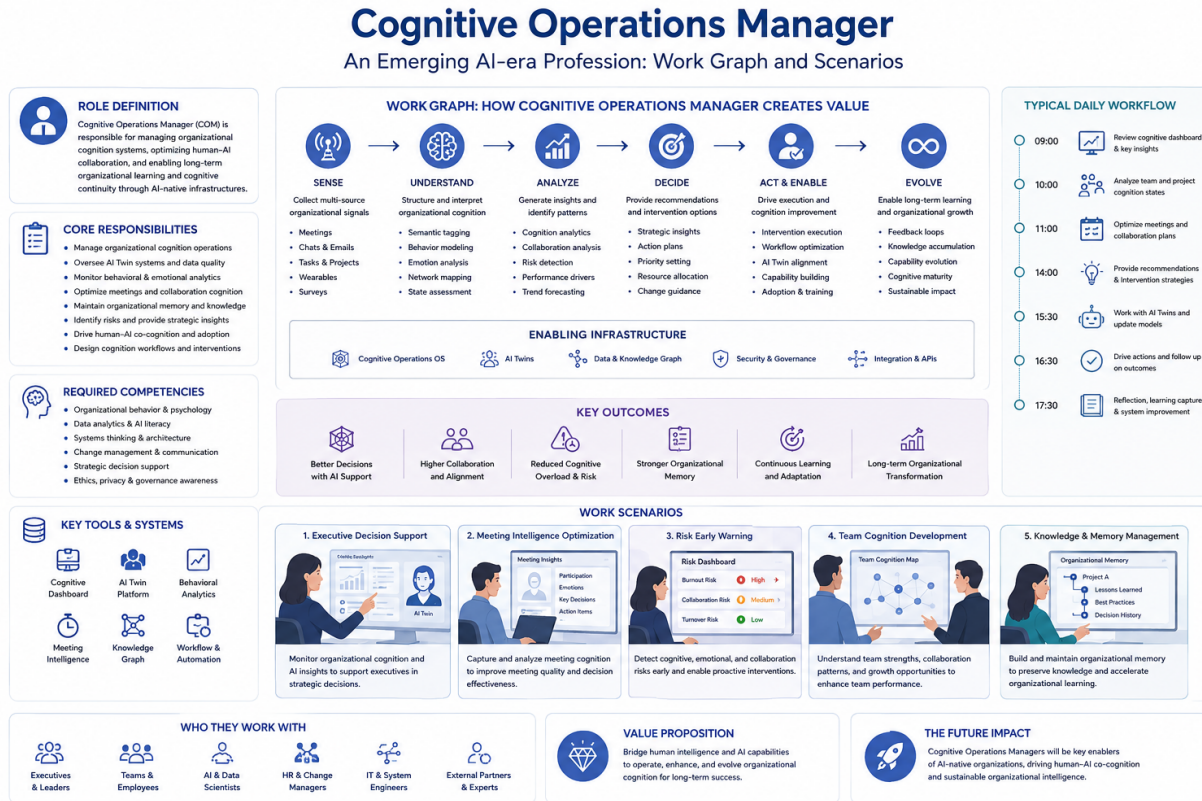 Cognitive Operations Manager
An Emerging AI-era Profession: Work Graph and Scenarios
ROLE DEFINITION
Cognitive Operations Manager (COM) is
responsible for managing organizational
cognition systems, optimizing human-AI
collaboration, and enabling long-term
organizational learning and cognitive
continuity through AI-native infrastructures.
CORE RESPONSIBILITIES
• Manage organizational cognition operations
• Oversee AI Twin systems and data quality
• Monitor behavioral & emotional analytics
• Optimize meetings and collaboration cognition
• Maintain organizational memory and knowledge
• Identify risks and provide strategic insights
• Drive human-AI co-cognition and adoption
• Design cognition workflows and interventions
REQUIRED COMPETENCIES
• Organizational behavior & psychology
• Data analytics & AI literacy
• Systems thinking & architecture
• Change management & communication
• Strategic decision support
• Ethics, privacy & governance awareness
KEY TOOLS & SYSTEMS
Cognitive
Dashboard
AI Twin
Platform
Behavioral
Analytics
Meeting
Intelligence
Knowledge
Graph
Workflow &
Automation
WORK GRAPH: HOW COGNITIVE OPERATIONS MANAGER CREATES VALUE
SENSE
Collect multi-source
organizational signals
• Meetings
• Chats & Emails
• Tasks & Projects
• Wearables
• Surveys
UNDERSTAND
Structure and interpret
organizational cognition
• Semantic tagging
• Behavior modeling
• Emotion analysis
• Network mapping
• State assessment
ANALYZE
Generate insights and
identify patterns
• Cognition analytics
• Collaboration analysis
• Risk detection
• Performance drivers
• Trend forecasting
DECIDE
Provide recommendations
and intervention options
• Strategic insights
• Action plans
• Priority setting
• Resource allocation
• Change guidance
ACT & ENABLE
Drive execution and
cognition improvement
• Intervention execution
• Workflow optimization
• AI Twin alignment
• Capability building
• Adoption & training
EVOLVE
Enable long-term learning
and organizational growth
• Feedback loops
• Knowledge accumulation
• Capability evolution
• Cognitive maturity
• Sustainable impact
ENABLING INFRASTRUCTURE
Cognitive Operations OS
AI Twins
Data & Knowledge Graph
Security & Governance
Integration & APIs
KEY OUTCOMES
Better Decisions
with AI Support
Higher Collaboration
and Alignment
Reduced Cognitive
Overload & Risk
Stronger Organizational
Memory
Continuous Learning
and Adaptation
Long-term Organizational
Transformation
TYPICAL DAILY WORKFLOW
09:00
Review cognitive dashboard
& key insights
10:00
Analyze team and project
cognition states
11:00
Optimize meetings and
collaboration plans
14:00
Provide recommendations
& Intervention strategies
15:30
Work with AI Twins and
update models
16:30
Drive actions and follow up
on outcomes
17:30
Reflection, learning capture
& system improvement
WORK SCENARIOS
1. Executive Decision Support
AI Twin
Monitor organizational cognition and
AI insights to support executives in
strategic decisions.
2. Meeting Intelligence Optimization
Meeting Insights
Participation
Emotions
Key Decisions
Action Items
Capture and analyze meeting cognition
to improve meeting quality and decision
effectiveness.
3. Risk Early Warning
Risk Dashboard
Burnout Risk High
Collaboration Risk Medium
Turnover Risk Low
Detect cognitive, emotional, and collaboration
risks early and enable proactive interventions.
4. Team Cognition Development
Team Cognition Map
Understand team strengths, collaboration
patterns, and growth opportunities to
enhance team performance.
5. Knowledge & Memory Management
Organizational Memory
Project A
Lessons Learned
Best Practices
Decision History
Build and maintain organizational memory
to preserve knowledge and accelerate
organizational learning.
WHO THEY WORK WITH
Executives
& Leaders
Teams &
Employees
AI & Data
Scientists
HR & Change
Managers
IT & System
Engineers
External Partners
& Experts
VALUE PROPOSITION
Bridge human intelligence and AI capabilities
to operate, enhance, and evolve organizational
cognition for long-term success.
THE FUTURE IMPACT
Cognitive Operations Managers will be key enablers
of AI-native organizations, driving human-AI co-cognition
and sustainable organizational intelligence.